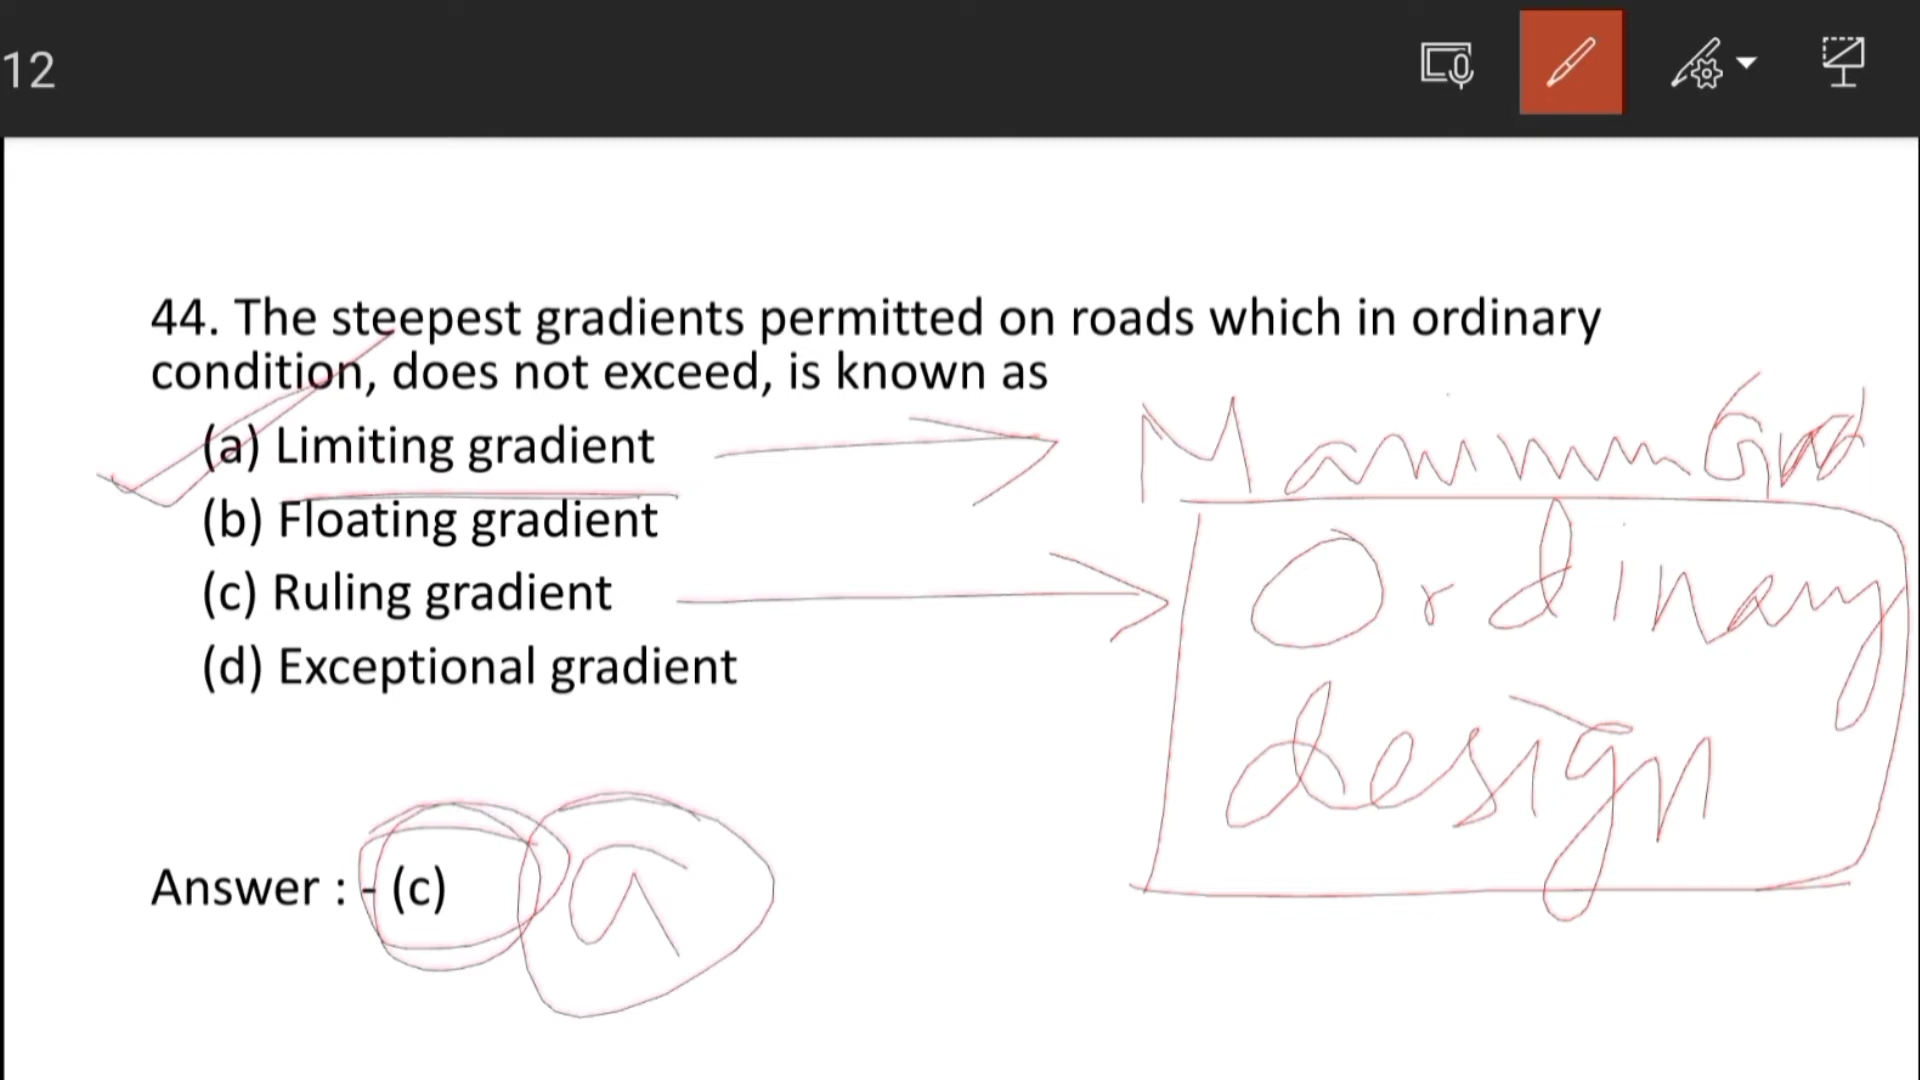 12
44. The steepest gradients permitted on roads which in ordinary
condition, does not exceed, is known as
(a) Limiting gradient
(b) Floating gradient
(c) Ruling gradient
(d) Exceptional gradient
Grad
Ordinary
design
Answer : - (c) a